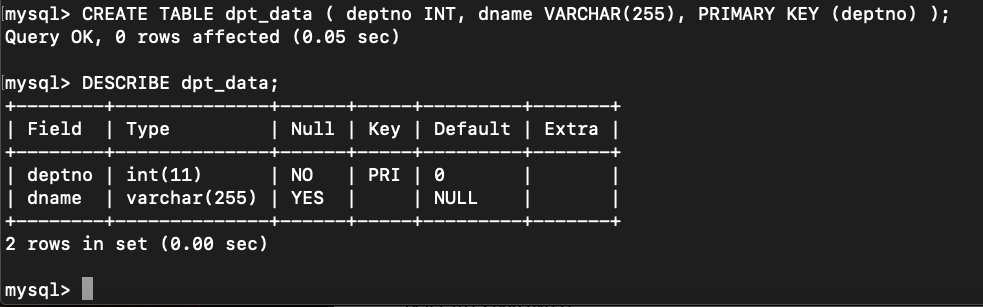 mysql> CREATE TABLE dpt_data ( deptno INT, dname VARCHAR(255), PRIMARY KEY (deptno) );
Query OK, 0 rows affected (0.05 sec)
[mysql> DESCRIBE dpt_data;
+--------+--------------+------+-----+---------+-------+
| Field  | Type         | Null | Key | Default | Extra |
+--------+--------------+------+-----+---------+-------+
| deptno | int(11)      | NO   | PRI | 0       |       |
| dname  | varchar(255) | YES  |     | NULL    |       |
+--------+--------------+------+-----+---------+-------+
2 rows in set (0.00 sec)
mysql>